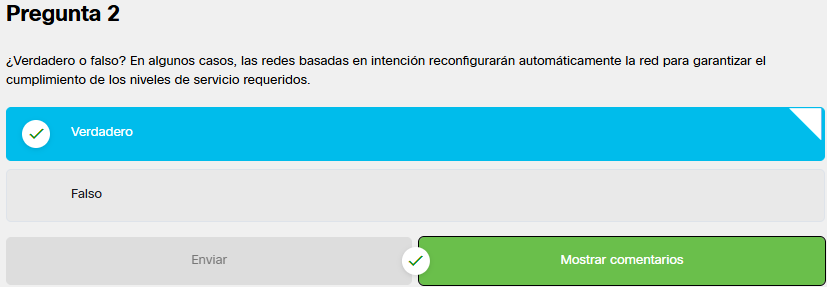 Pregunta 2
¿Verdadero o falso? En algunos casos, las redes basadas en intención reconfigurarán automáticamente la red para garantizar el
cumplimiento de los niveles de servicio requeridos.
Verdadero
Falso
Enviar
Mostrar comentarios